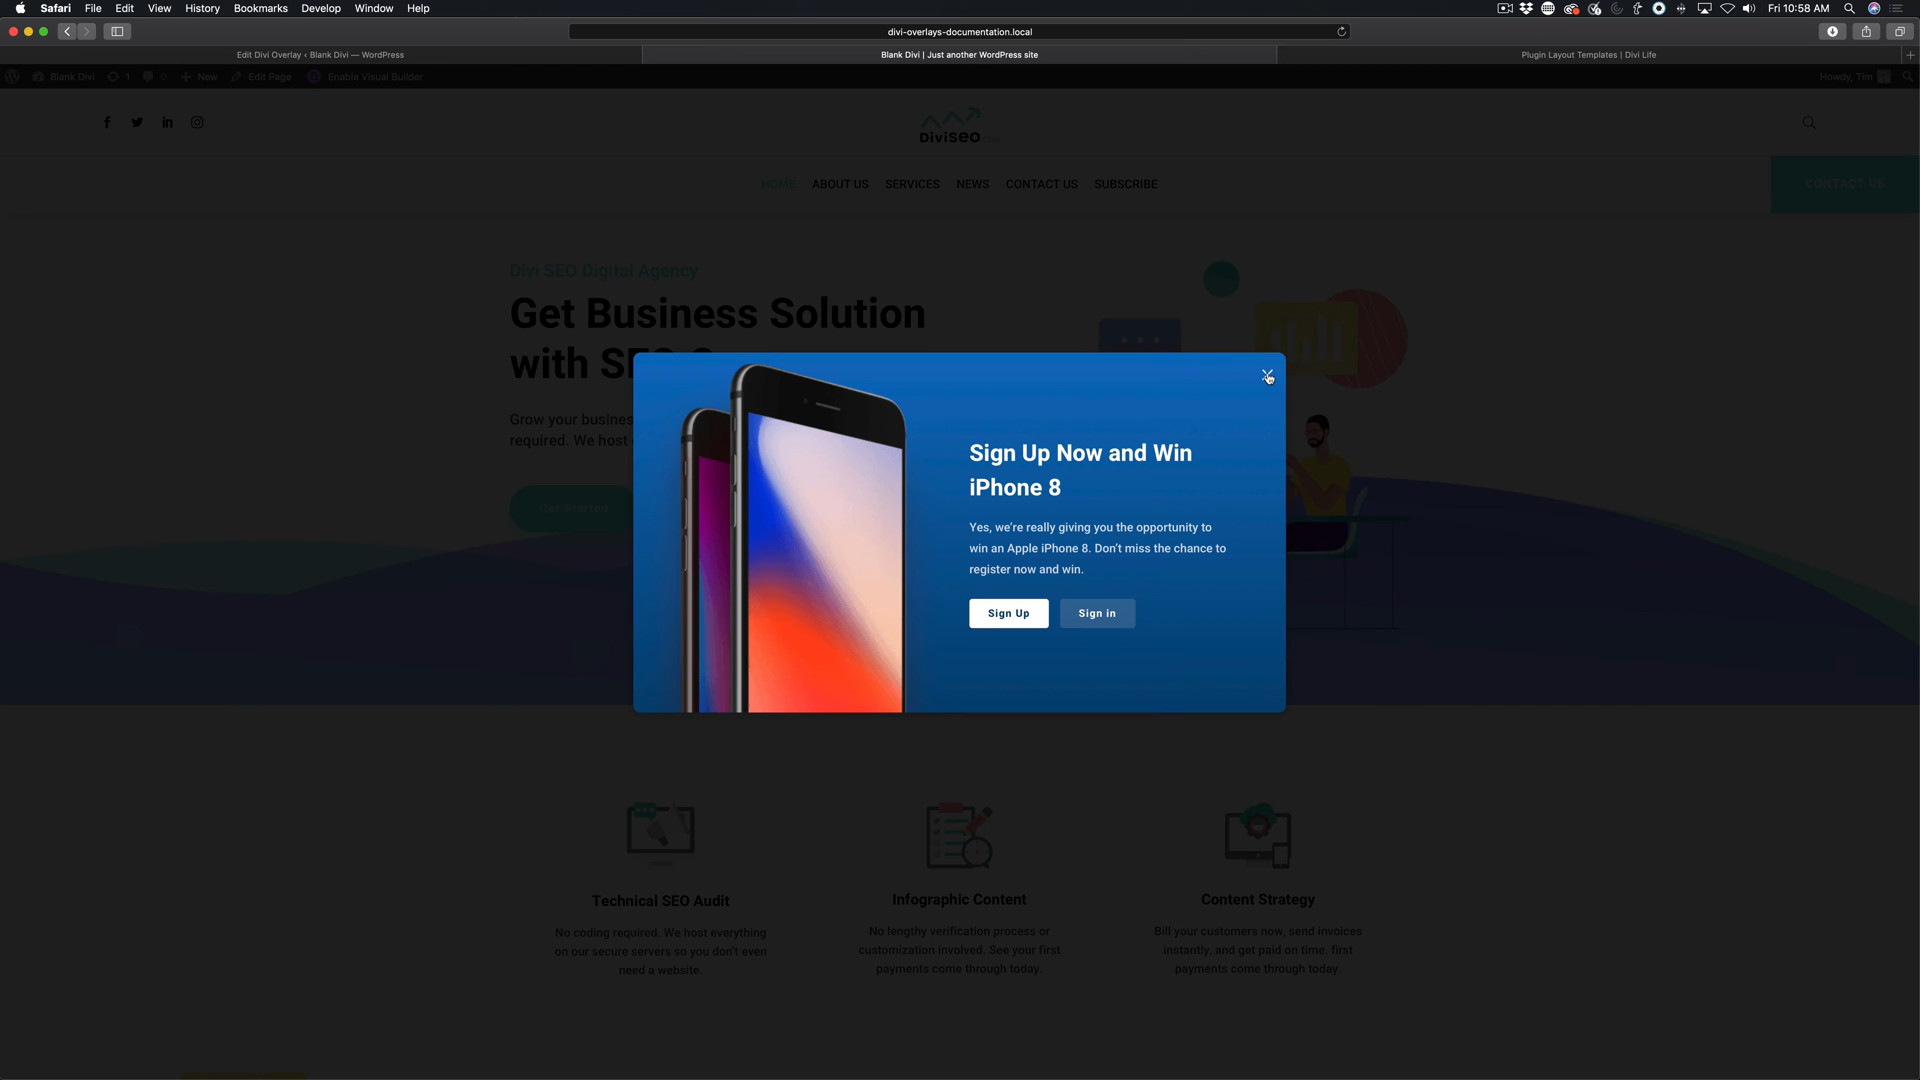 Safari File Edit View History Bookmarks Develop Window Help
Fri 10:58 AM
divi-overlays-documentation.local
Edit Divi Overlay ‹ Blank Divi — WordPress
Blank Divi | Just another WordPress site
Plugin Layout Templates | Divi Life
Blank Divi 1 0 New Edit Page Enable Visual Builder
Howdy, Tim
DiviSEO
HOME ABOUT US SERVICES NEWS CONTACT US SUBSCRIBE
CONTACT US
Divi SEO Digital Agency
Get Business Solution
with
Grow your
required. We host
Get Started
Sign Up Now and Win
iPhone 8
Yes, we're really giving you the opportunity to
win an Apple iPhone 8. Don't miss the chance to
register now and win.
Sign Up
Sign in
Technical SEO Audit
No coding required. We host everything
on our secure servers so you don't even
need a website.
Infographic Content
No lengthy verification process or
customization involved. See your first
payments come through today.
Content Strategy
Bill your customers now, send invoices
instantly, and get paid on time. first
payments come through today.